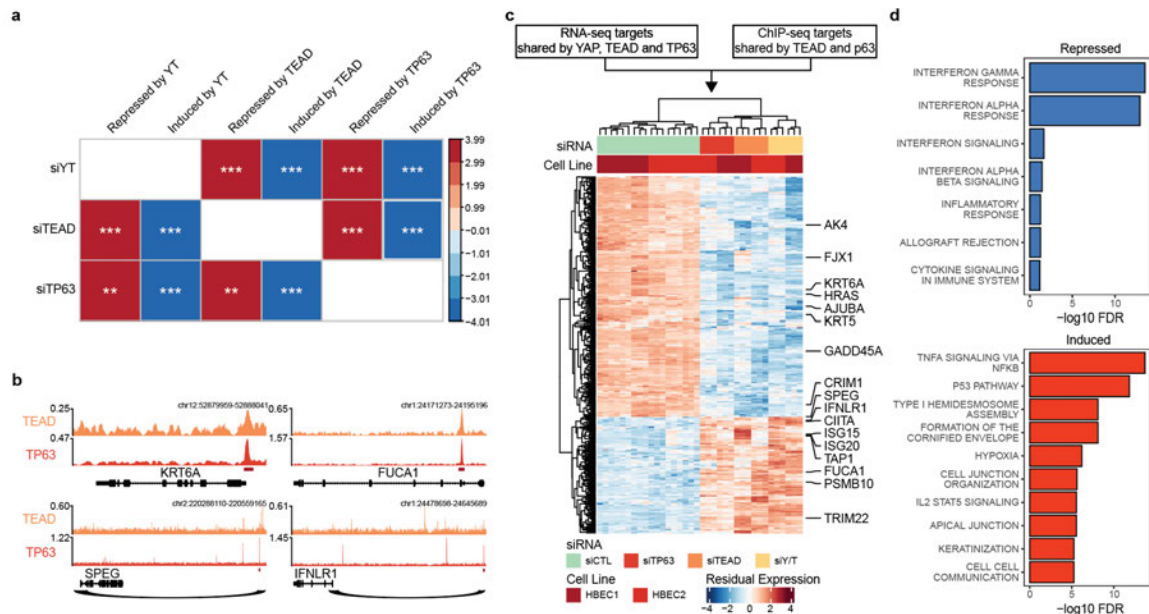 a
Repressed by YT
Induced by YT
Repressed by TEAD
Induced by TEAD
Repressed by TP63
Induced by TP63
siYT
*** *** *** ***
siTEAD
*** *** *** ***
siTP63
** *** ** ***
3.99
2.99
1.99
0.99
-0.01
-1.01
-2.01
-3.01
-4.01
b
chr12:52879959-52888041
0.25
TEAD
0.47
TP63
KRT6A
chr1:24171273-24195196
0.65
1.57
FUCA1
chr2:220288110-220559165
0.60
TEAD
1.22
TP63
SPEG
chr1:24478698-24645689
0.61
1.45
IFNLR1
c
RNA-seq targets
shared by YAP, TEAD and TP63
ChIP-seq targets
shared by TEAD and p63
siRNA
Cell Line
AK4
FJX1
KRT6A
HRAS
AJUBA
KRT5
GADD45A
CRIM1
SPEG
IFNLR1
CIITA
ISG15
ISG20
TAP1
FUCA1
PSMB10
TRIM22
siRNA
siCTL siTP63 siTEAD siY/T
Cell Line
HBEC1 HBEC2
Residual Expression
-4 -2 0 2 4
d
Repressed
INTERFERON GAMMA
RESPONSE
INTERFERON ALPHA
RESPONSE
INTERFERON SIGNALING
INTERFERON ALPHA
BETA SIGNALING
INFLAMMATORY
RESPONSE
ALLOGRAFT REJECTION
CYTOKINE SIGNALING
IN IMMUNE SYSTEM
0 5 10
−log10 FDR
Induced
TNFA SIGNALING VIA
NFKB
P53 PATHWAY
TYPE I HEMIDESMOSOME
ASSEMBLY
FORMATION OF THE
CORNIFIED ENVELOPE
HYPOXIA
CELL JUNCTION
ORGANIZATION
IL2 STAT5 SIGNALING
APICAL JUNCTION
KERATINIZATION
CELL CELL
COMMUNICATION
0 5 10
−log10 FDR